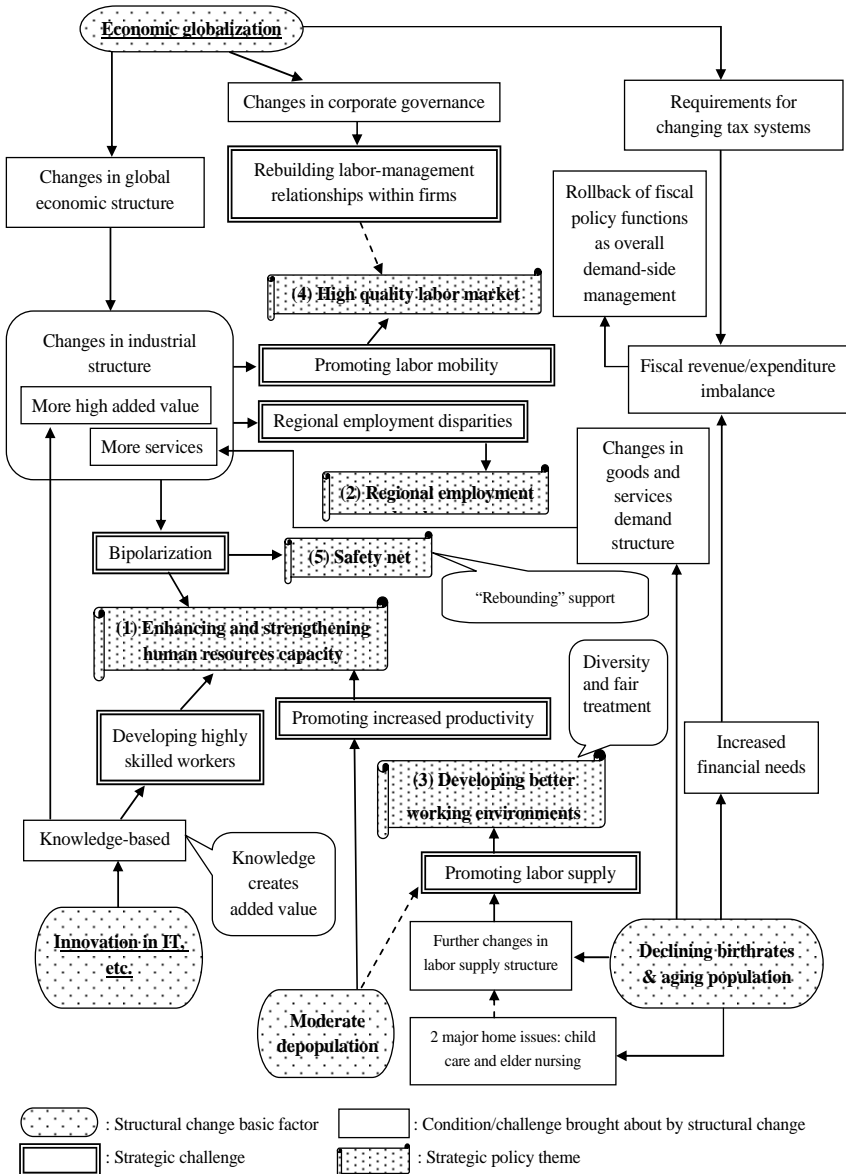 Economic globalization
Changes in corporate governance
Requirements for
changing tax systems
Changes in global
economic structure
Rebuilding labor-management
relationships within firms
Rollback of fiscal
policy functions
as overall
demand-side
management
(4) High quality labor market
Changes in industrial
structure
More high added value
More services
Promoting labor mobility
Fiscal revenue/expenditure
imbalance
Regional employment disparities
Changes in
goods and
services
demand
structure
(2) Regional employment
Bipolarization
(5) Safety net
“Rebounding” support
(1) Enhancing and strengthening
human resources capacity
Diversity
and fair
treatment
Developing highly
skilled workers
Promoting increased productivity
Increased
financial needs
(3) Developing better
working environments
Knowledge-based
Knowledge
creates
added value
Promoting labor supply
Innovation in IT,
etc.
Further changes in
labor supply structure
Declining birthrates
& aging population
Moderate
depopulation
2 major home issues: child
care and elder nursing
: Structural change basic factor
: Condition/challenge brought about by structural change
: Strategic challenge
: Strategic policy theme